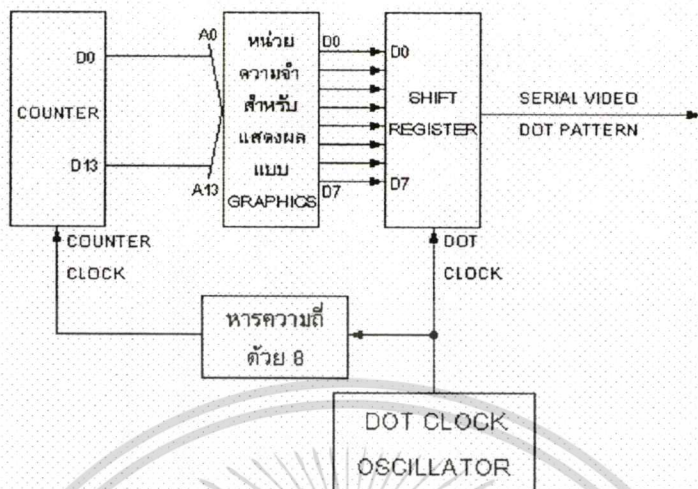 D0
COUNTER
D13
A0
A13
หน่วย
ความจำ
สำหรับ
แสดงผล
แบบ
GRAPHICS
D0
D7
D0
SHIFT
REGISTER
D7
SERIAL VIDEO
DOT PATTERN
COUNTER
CLOCK
DOT
CLOCK
หารความถี่
ด้วย 8
DOT CLOCK
OSCILLATOR